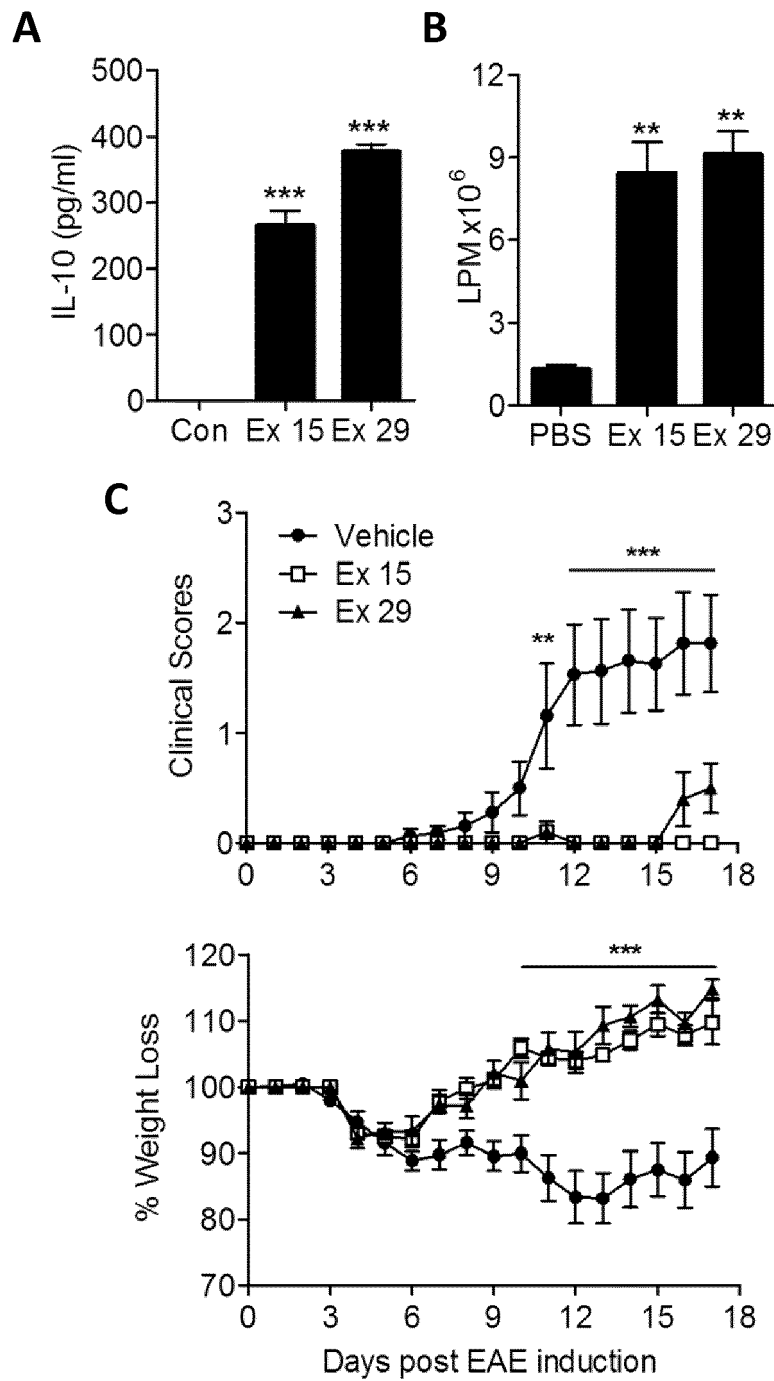 A
IL-10 (pg/ml)
500
400
300
200
100
0
***
***
Con Ex 15 Ex 29
B
LPM x10⁶
12
9
6
3
0
**
**
PBS Ex 15 Ex 29
C
Clinical Scores
3
2
1
0
Vehicle
Ex 15
Ex 29
**
***
0 3 6 9 12 15 18
% Weight Loss
120
110
100
90
80
70
***
0 3 6 9 12 15 18
Days post EAE induction